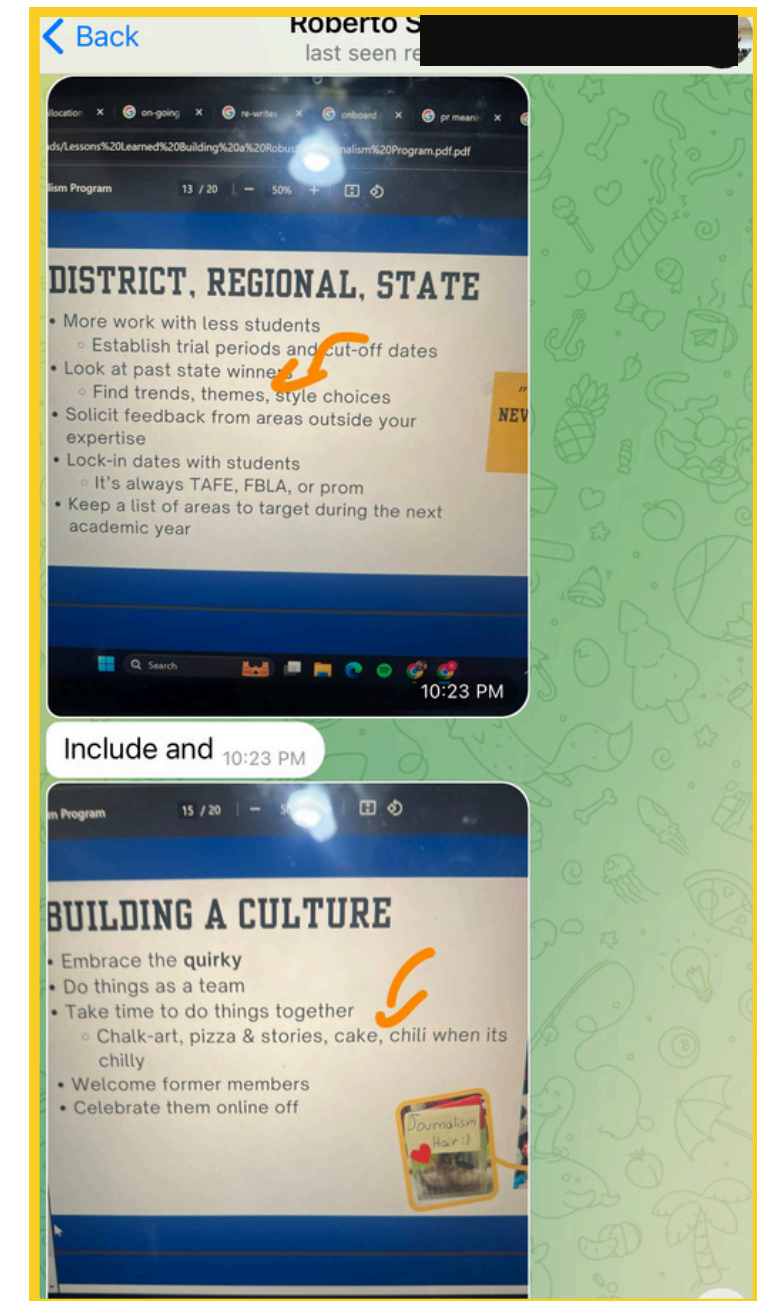 Back
Roberto S
last seen re
llocation
on-going
re-writes
onboard
pr meani
ds/Lessons%20Learned%20Building%20a%20Robus nalism%20Program.pdf.pdf
lism Program
13 / 20
50%
DISTRICT, REGIONAL, STATE
• More work with less students
◦ Establish trial periods and cut-off dates
• Look at past state winners
◦ Find trends, themes, style choices
• Solicit feedback from areas outside your
expertise
• Lock-in dates with students
◦ It's always TAFE, FBLA, or prom
• Keep a list of areas to target during the next
academic year
"
NEV
Search
10:23 PM
Include and 10:23 PM
m Program
15 / 20
BUILDING A CULTURE
• Embrace the quirky
• Do things as a team
• Take time to do things together
◦ Chalk-art, pizza & stories, cake, chili when its
chilly
• Welcome former members
• Celebrate them online off
Journalism
Hair :)